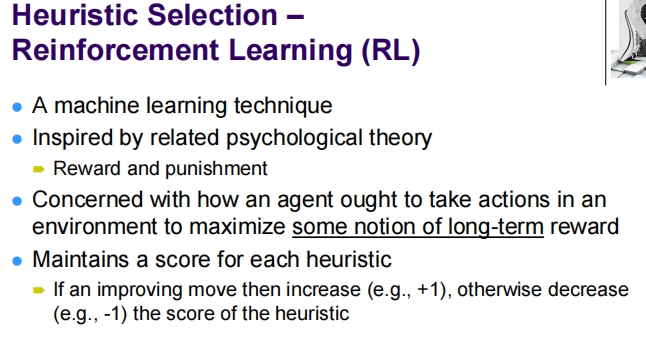 Heuristic Selection –
Reinforcement Learning (RL)
A machine learning technique
Inspired by related psychological theory
Reward and punishment
Concerned with how an agent ought to take actions in an
environment to maximize some notion of long-term reward
Maintains a score for each heuristic
If an improving move then increase (e.g., +1), otherwise decrease
(e.g., -1) the score of the heuristic